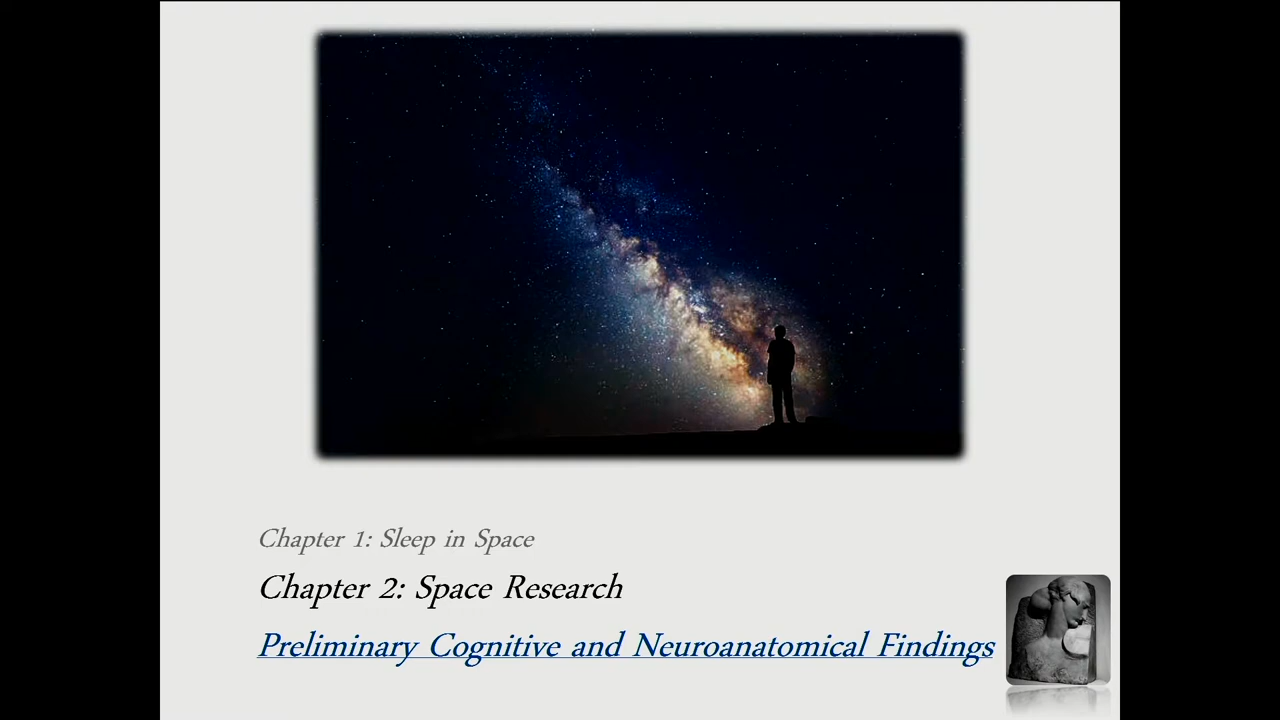 Chapter 1: Sleep in Space
Chapter 2: Space Research
Preliminary Cognitive and Neuroanatomical Findings